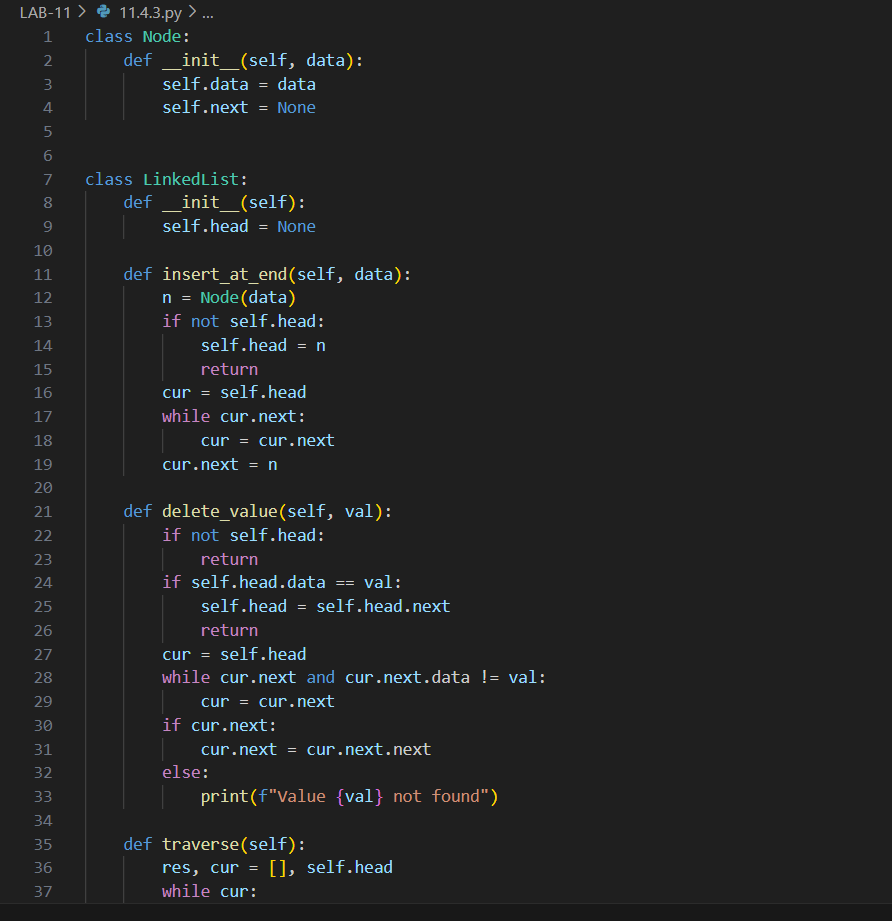 LAB-11 > 11.4.3.py > ...
1 class Node:
2     def __init__(self, data):
3         self.data = data
4         self.next = None
5
6
7 class LinkedList:
8     def __init__(self):
9         self.head = None
10
11     def insert_at_end(self, data):
12         n = Node(data)
13         if not self.head:
14             self.head = n
15             return
16         cur = self.head
17         while cur.next:
18             cur = cur.next
19         cur.next = n
20
21     def delete_value(self, val):
22         if not self.head:
23             return
24         if self.head.data == val:
25             self.head = self.head.next
26             return
27         cur = self.head
28         while cur.next and cur.next.data != val:
29             cur = cur.next
30         if cur.next:
31             cur.next = cur.next.next
32         else:
33             print(f"Value {val} not found")
34
35     def traverse(self):
36         res, cur = [], self.head
37         while cur: